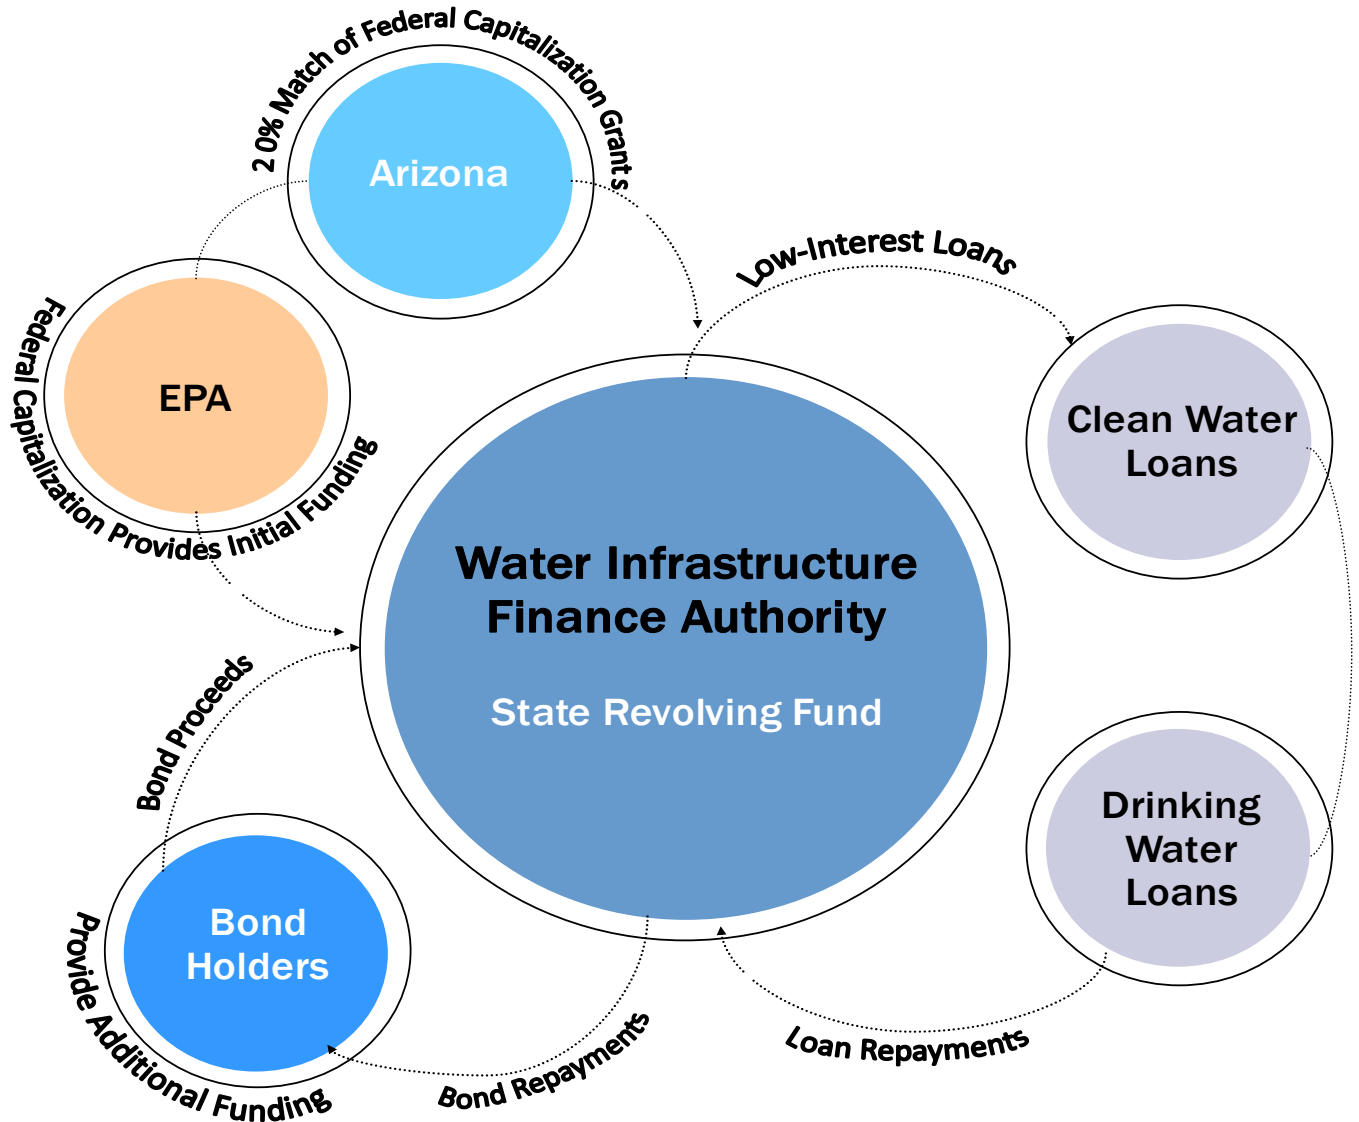 20% Match of Federal Capitalization Grants
Arizona
Low-Interest Loans
Federal Capitalization Provides Initial Funding
EPA
Clean Water
Loans
Water Infrastructure
Finance Authority
State Revolving Fund
Bond Proceeds
Drinking
Water
Loans
Bond
Holders
Provide Additional Funding
Bond Repayments
Loan Repayments